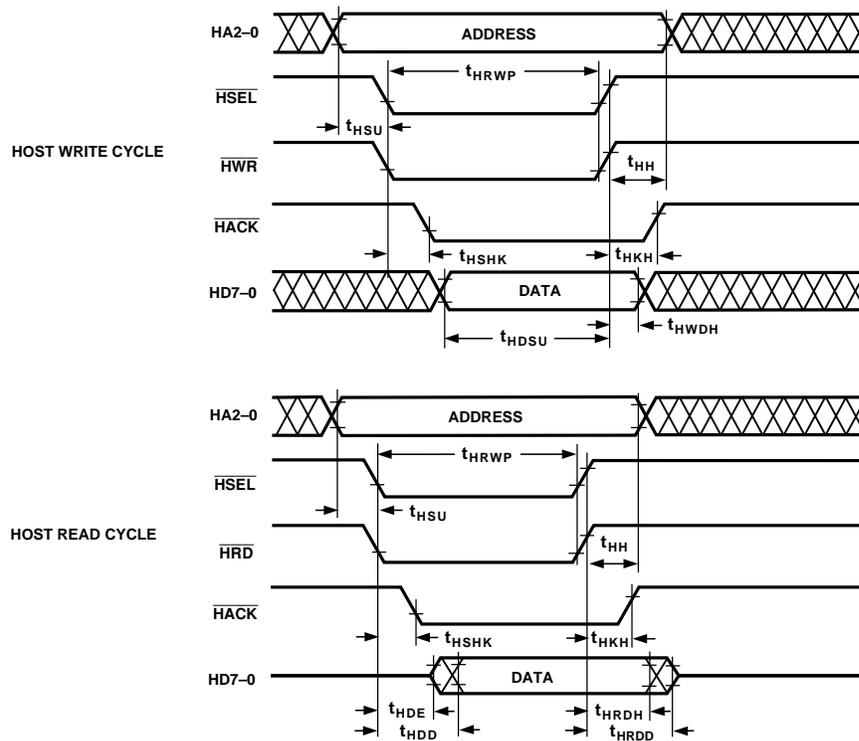 HA2–0
ADDRESS
tHRWP
HSEL
tHSU
HOST WRITE CYCLE
HWR
tHH
HACK
tHSHK
tHKH
HD7–0
DATA
tHDSU
tHWDH
HA2–0
ADDRESS
tHRWP
HSEL
tHSU
HOST READ CYCLE
HRD
tHH
HACK
tHSHK
tHKH
HD7–0
DATA
tHDE
tHRDH
tHDD
tHRDD